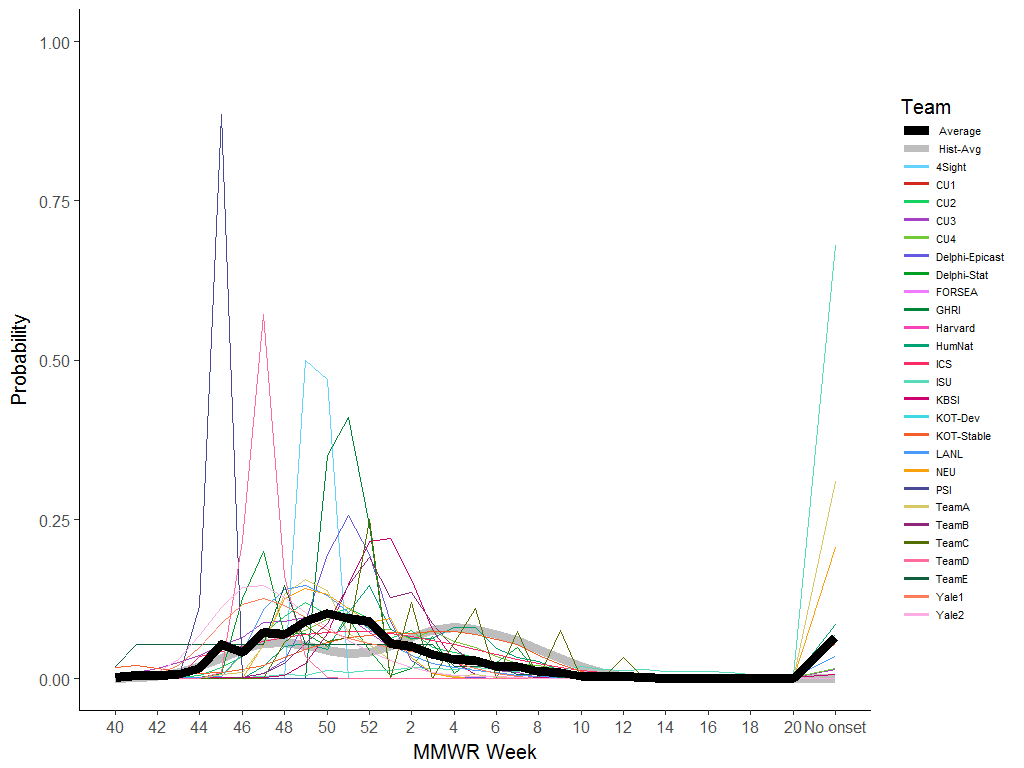 1.00
0.75
0.50
0.25
0.00
Probability
40 42 44 46 48 50 52 2 4 6 8 10 12 14 16 18 20 No onset
MMWR Week
Team
Average
Hist-Avg
4Sight
CU1
CU2
CU3
CU4
Delphi-Epicast
Delphi-Stat
FORSEA
GHRI
Harvard
HumNat
ICS
ISU
KBSI
KOT-Dev
KOT-Stable
LANL
NEU
PSI
TeamA
TeamB
TeamC
TeamD
TeamE
Yale1
Yale2